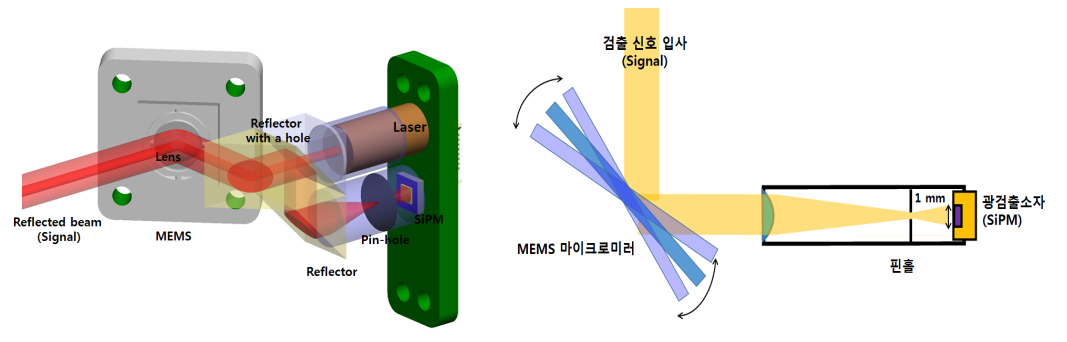 Reflector
with a hole
Laser
Lens
Reflected beam
(Signal)
MEMS
SiPM
Pin-hole
Reflector
검출 신호 입사
(Signal)
MEMS 마이크로미러
1 mm
광검출소자
(SiPM)
핀홀